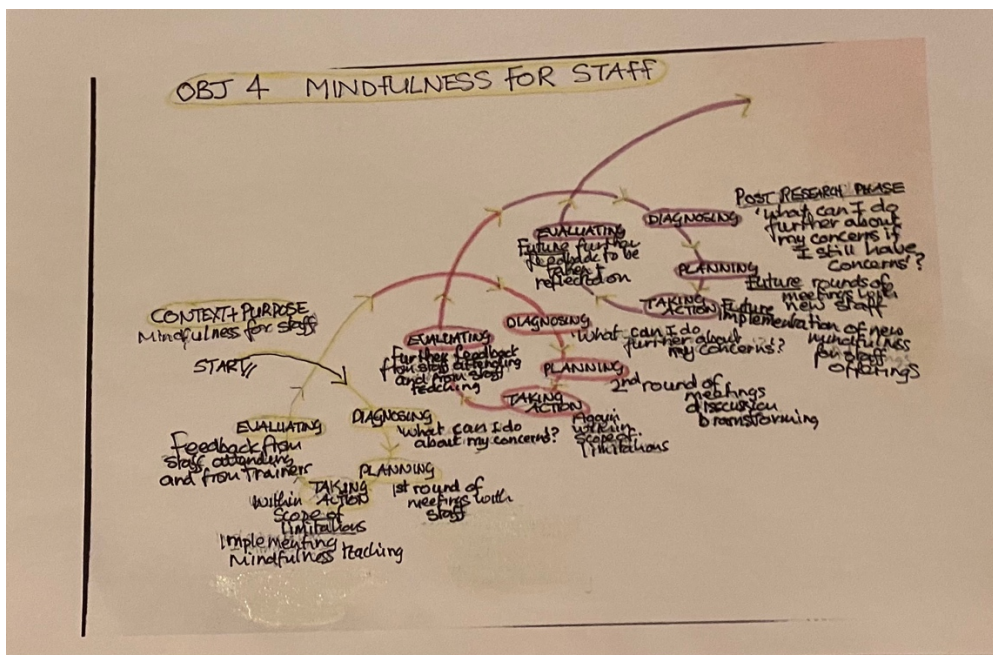 OBJ 4 MINDFULNESS FOR STAFF
CONTEXT + PURPOSE
Mindfulness for staff
START
DIAGNOSING
"What can I do
about my concerns?
PLANNING
1st round of
meetings with
staff
TAKING
ACTION
Within
scope of
limitations
Implementing
Mindfulness teaching
EVALUATING
Feedback from
staff attending
and from Trainers
DIAGNOSING
"What can I do
further about
my concerns?
PLANNING
2nd round of
meetings
discussion
brainstorming
TAKING
ACTION
Again
within
scope of
limitations
EVALUATING
further feedback
from staff attending
and from staff
teaching
POST RESEARCH PHASE
DIAGNOSING
'What can I do
further about
my concerns if
I still have
concerns'?
PLANNING
Future rounds of
meetings with
new staff
TAKING
ACTION
Future
implementation of new
mindfulness
for staff
offerings
EVALUATING
Future further
feedback to be
taken +
reflected on